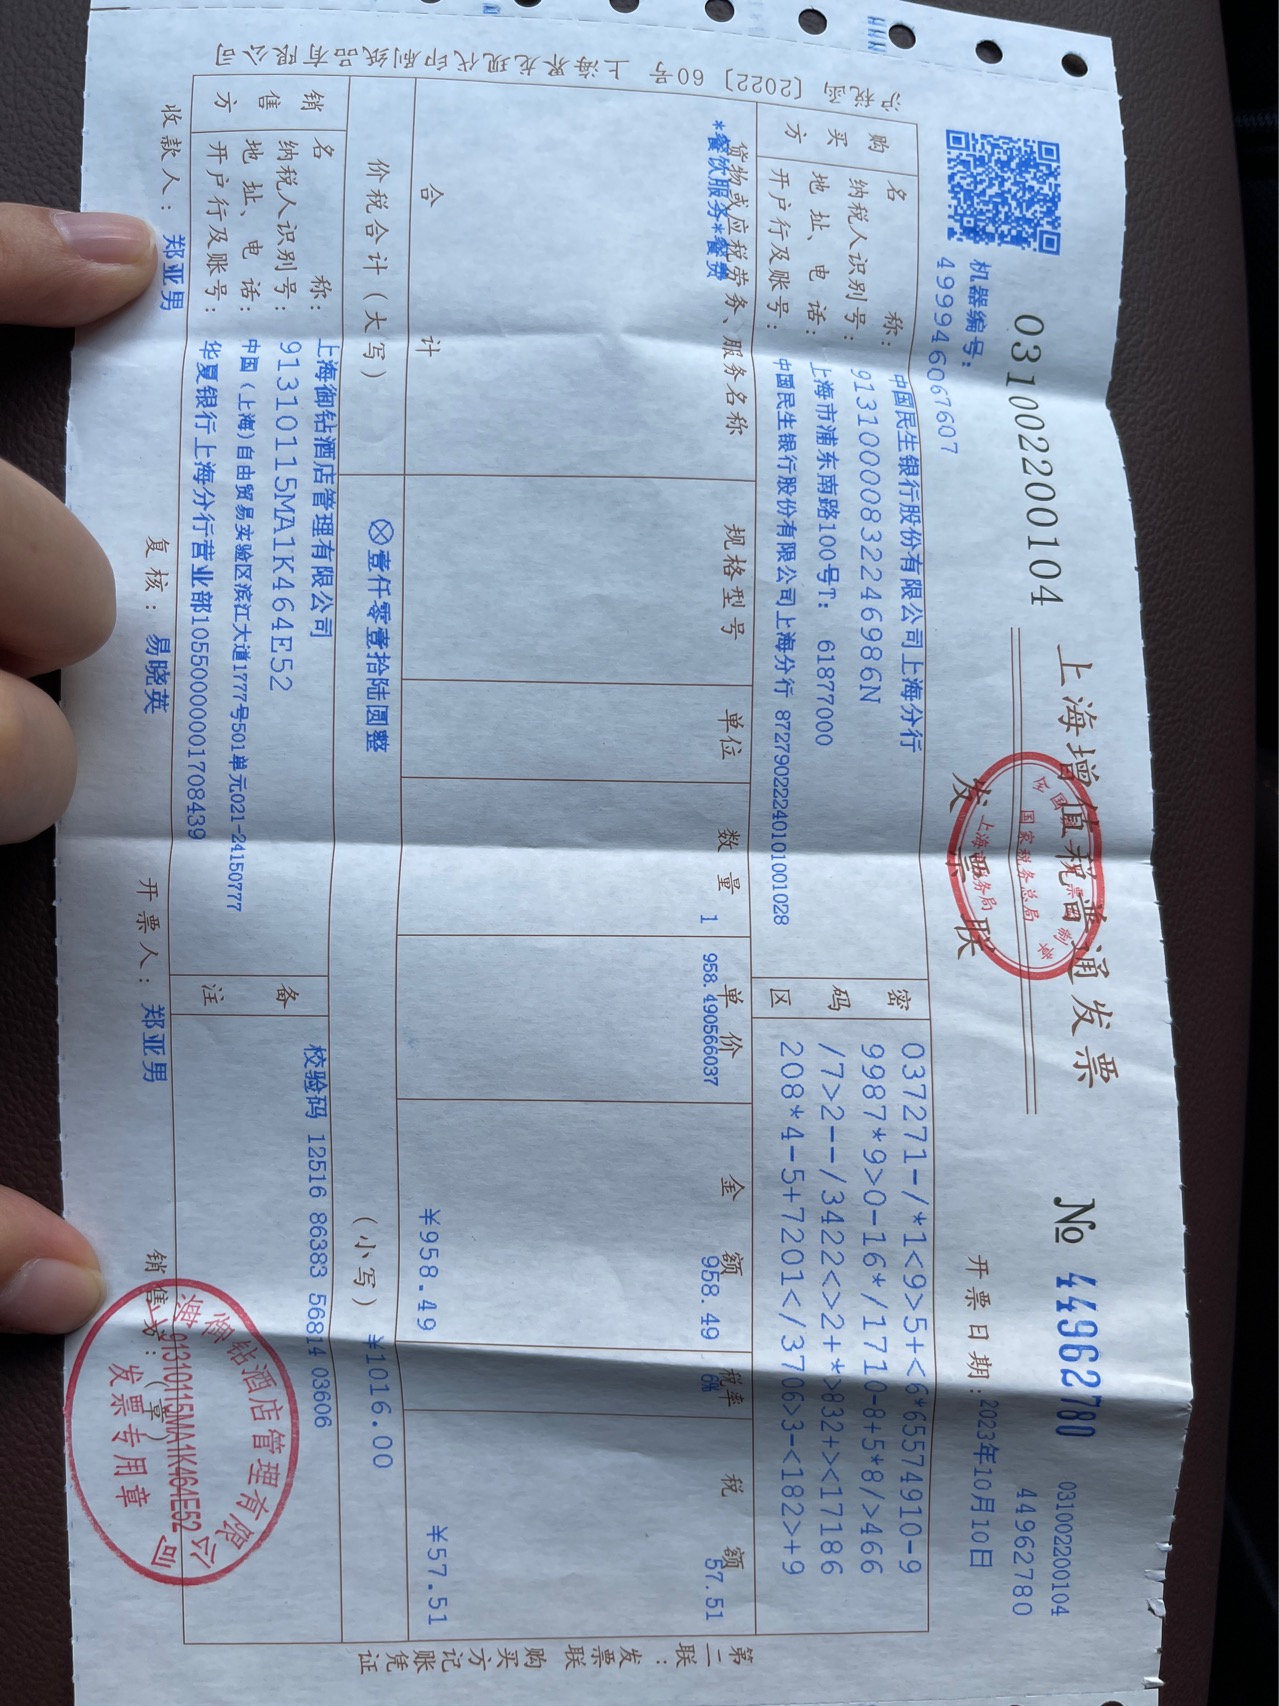 031002200104
上海增值税普通发票
发票联
全国统一发票监制章
国家税务总局
上海市税务局
№ 44962780
031002200104
44962780
机器编号:
499946067607
开票日期: 2023年10月10日
购买方
名称: 中国民生银行股份有限公司上海分行
纳税人识别号: 91310000832246986N
地址、电话: 上海市浦东南路100号T: 61877000
开户行及账号: 中国民生银行股份有限公司上海分行 8727902224010101001028
密码区
037271-/*1<9>5+<6*65574910-9
9987*9>0-16*/1710-8+5*8/>466
/7>2--/3422<>2+*>832+><17186
208*4-5+7201</3706>3-<182>+9
货物或应税劳务、服务名称 规格型号 单位 数量 单价 金额 税率 税额
*餐饮服务*餐费 1 958.490566037 958.49 6% 57.51
合计 ¥958.49 ¥57.51
价税合计(大写) ⊗壹仟零壹拾陆圆整 (小写) ¥1016.00
销售方
名称: 上海御钻酒店管理有限公司
纳税人识别号: 91310115MA1K464E52
地址、电话: 中国(上海)自由贸易实验区滨江大道1777号501单元021-24150777
开户行及账号: 华夏银行上海分行营业部10550000001708439
备注
校验码 12516 86383 56814 03606
收款人: 郑亚男 复核: 易晓英 开票人: 郑亚男 销售方:(章)
海御钻酒店管理有限公司
91310115MA1K464E52
发票专用章
税函〔2022〕60号 上海界龙现代印刷纸品有限公司
第二联:发票联 购买方记账凭证